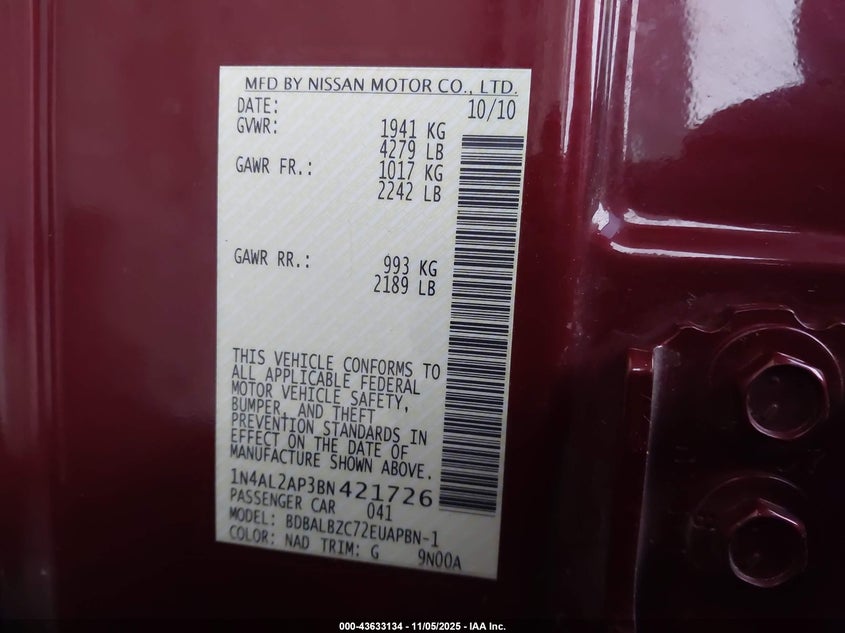 MFD BY NISSAN MOTOR CO., LTD.
DATE: 10/10
GVWR: 1941 KG
4279 LB
GAWR FR.: 1017 KG
2242 LB
GAWR RR.: 993 KG
2189 LB
THIS VEHICLE CONFORMS TO
ALL APPLICABLE FEDERAL
MOTOR VEHICLE SAFETY,
BUMPER, AND THEFT
PREVENTION STANDARDS IN
EFFECT ON THE DATE OF
MANUFACTURE SHOWN ABOVE.
1N4AL2AP3BN421726
PASSENGER CAR 041
MODEL: BDBALBZC72EUAPBN-1
COLOR: NAD TRIM: G 9N00A
000-43633134 - 11/05/2025 - IAA Inc.